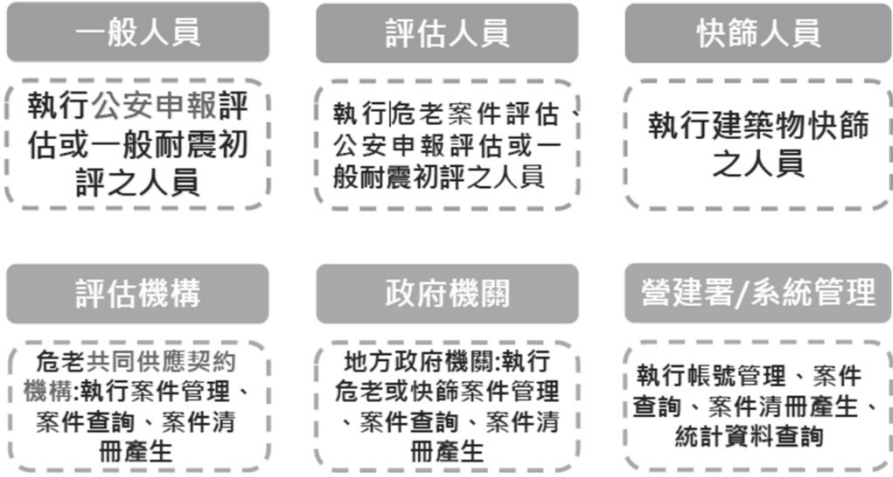 一般人員
執行公安申報評
估或一般耐震初
評之人員
評估人員
執行危老案件評估、
公安申報評估或一
般耐震初評之人員
快篩人員
執行建築物快篩
之人員
評估機構
危老共同供應契約
機構:執行案件管理、
案件查詢、案件清
冊產生
政府機關
地方政府機關:執行
危老或快篩案件管理
、案件查詢、案件清
冊產生
營建署/系統管理
執行帳號管理、案件
查詢、案件清冊產生、
統計資料查詢